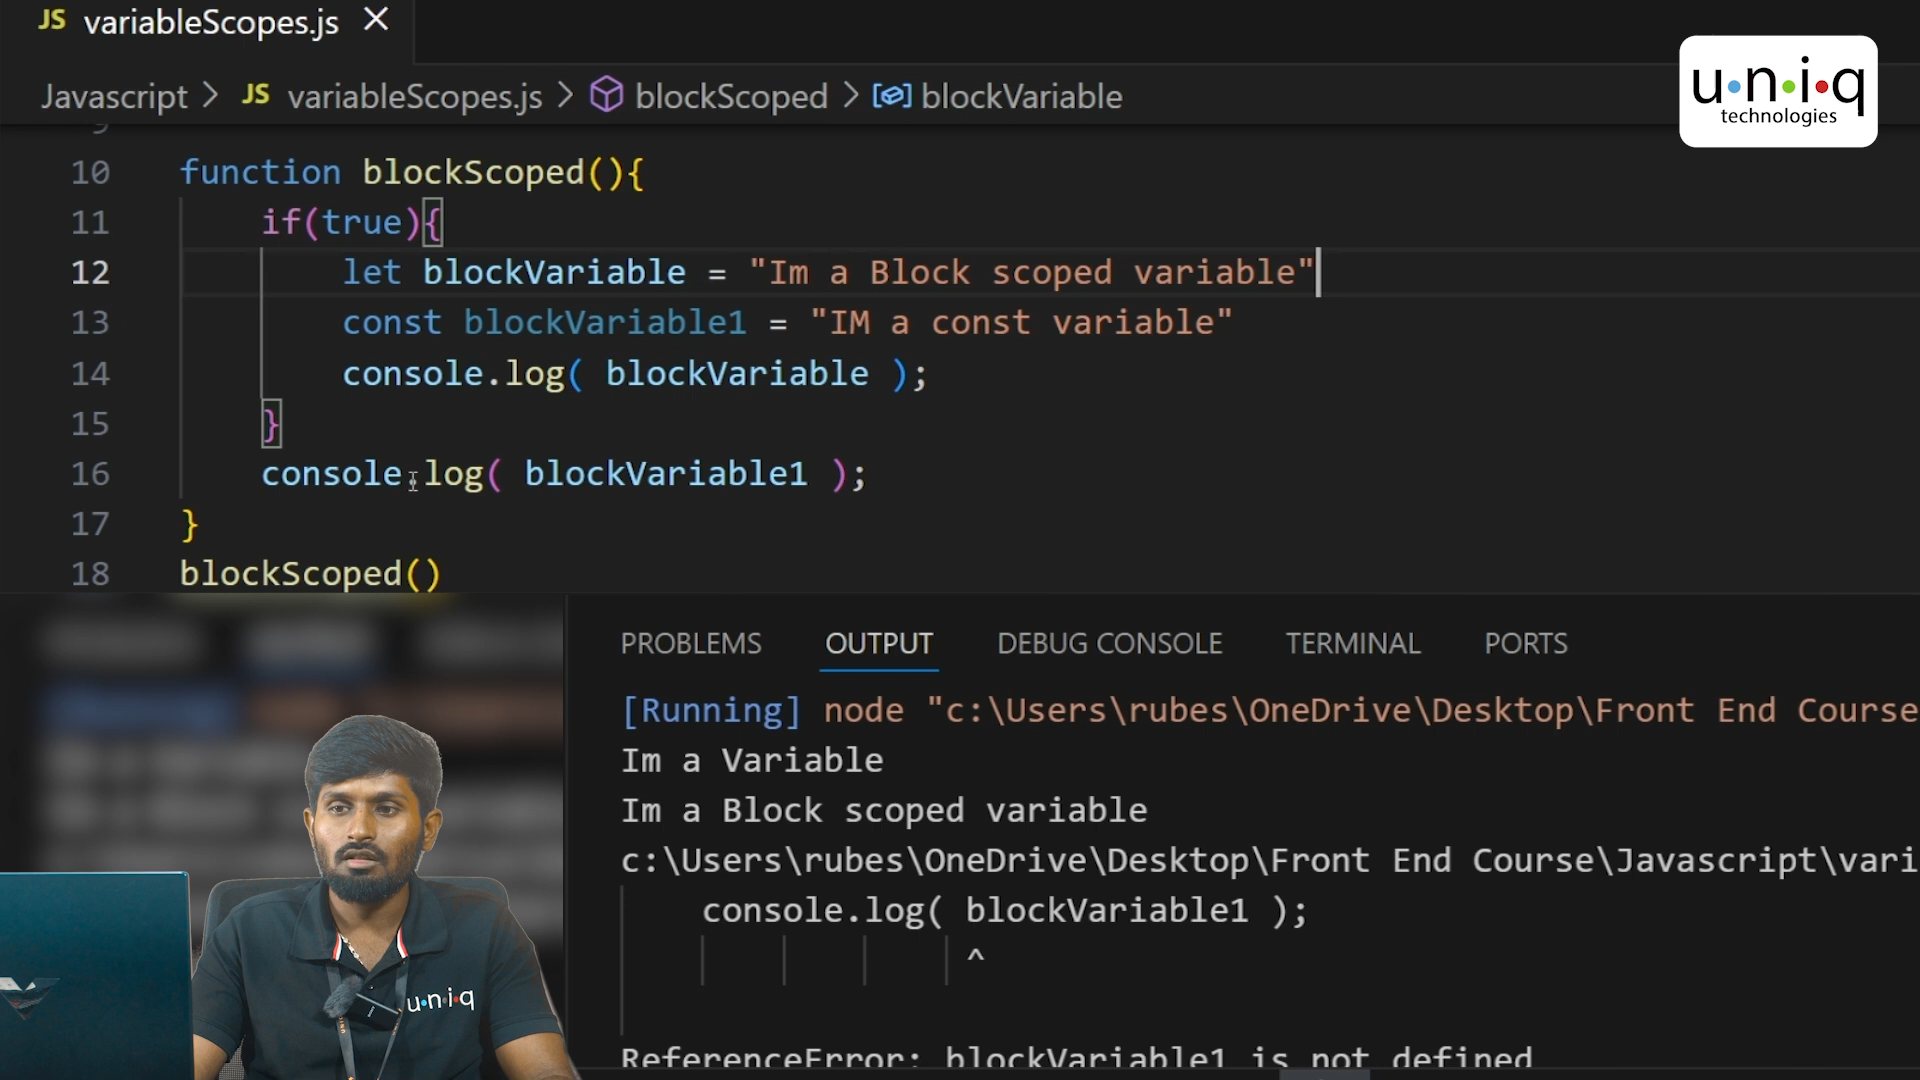 JS variableScopes.js ×
u·n·i·q
technologies
Javascript > JS variableScopes.js > blockScoped > blockVariable
9
10 function blockScoped(){
11 if(true){
12 let blockVariable = "Im a Block scoped variable"
13 const blockVariable1 = "IM a const variable"
14 console.log( blockVariable );
15 }
16 console.log( blockVariable1 );
17 }
18 blockScoped()
PROBLEMS OUTPUT DEBUG CONSOLE TERMINAL PORTS
[Running] node "c:\Users\rubes\OneDrive\Desktop\Front End Course
Im a Variable
Im a Block scoped variable
c:\Users\rubes\OneDrive\Desktop\Front End Course\Javascript\vari
console.log( blockVariable1 );
^
ReferenceError: blockVariable1 is not defined
u·n·i·q